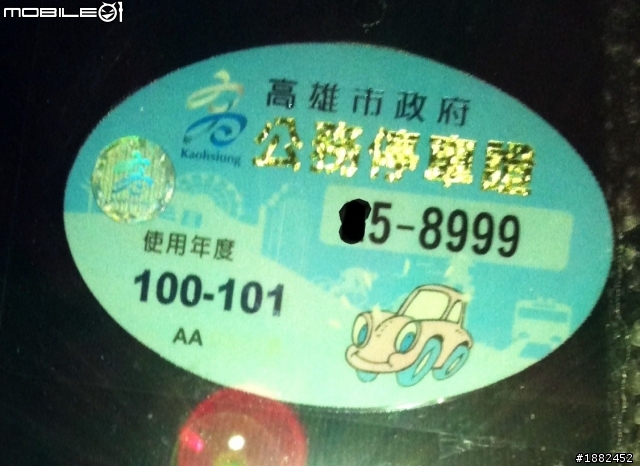 MOBILE01
高雄市政府
Kaohsiung
公務停車證
5-8999
使用年度
100-101
AA
#1882452